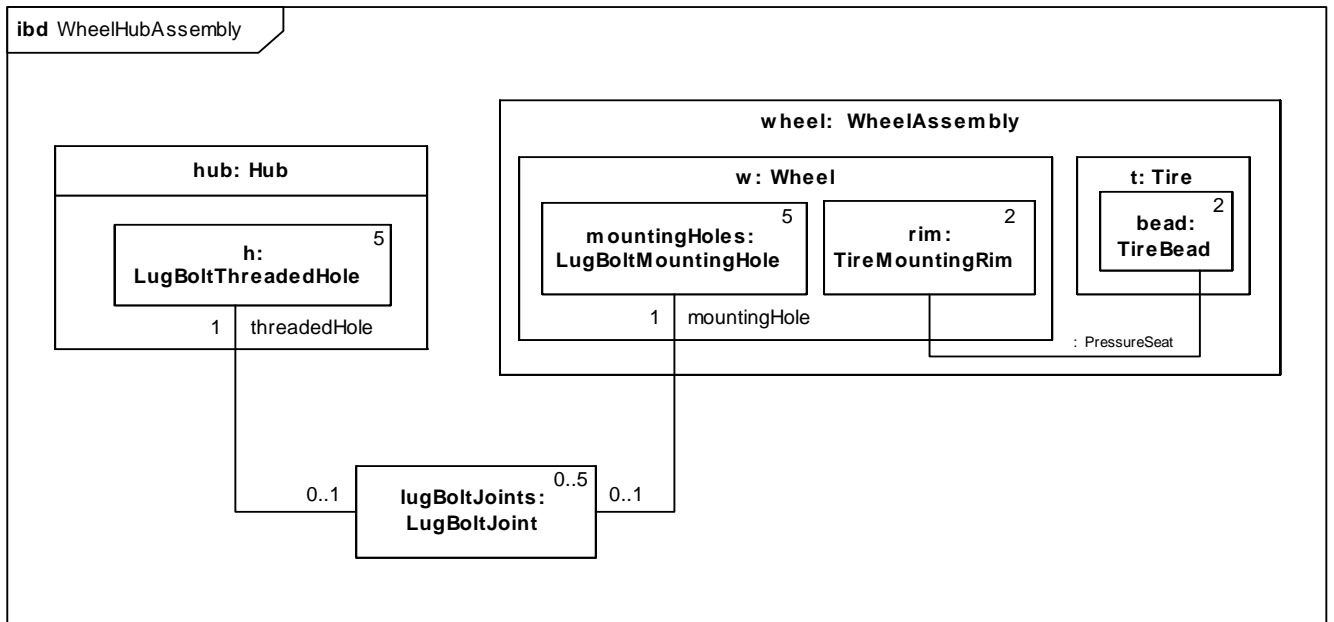 ibd WheelHubAssembly
wheel: WheelAssembly
hub: Hub
w: Wheel
t: Tire
5
h:
LugBoltThreadedHole
5
mountingHoles:
LugBoltMountingHole
2
rim:
TireMountingRim
2
bead:
TireBead
1 threadedHole
1 mountingHole
: PressureSeat
0..1
0..5
lugBoltJoints:
LugBoltJoint
0..1